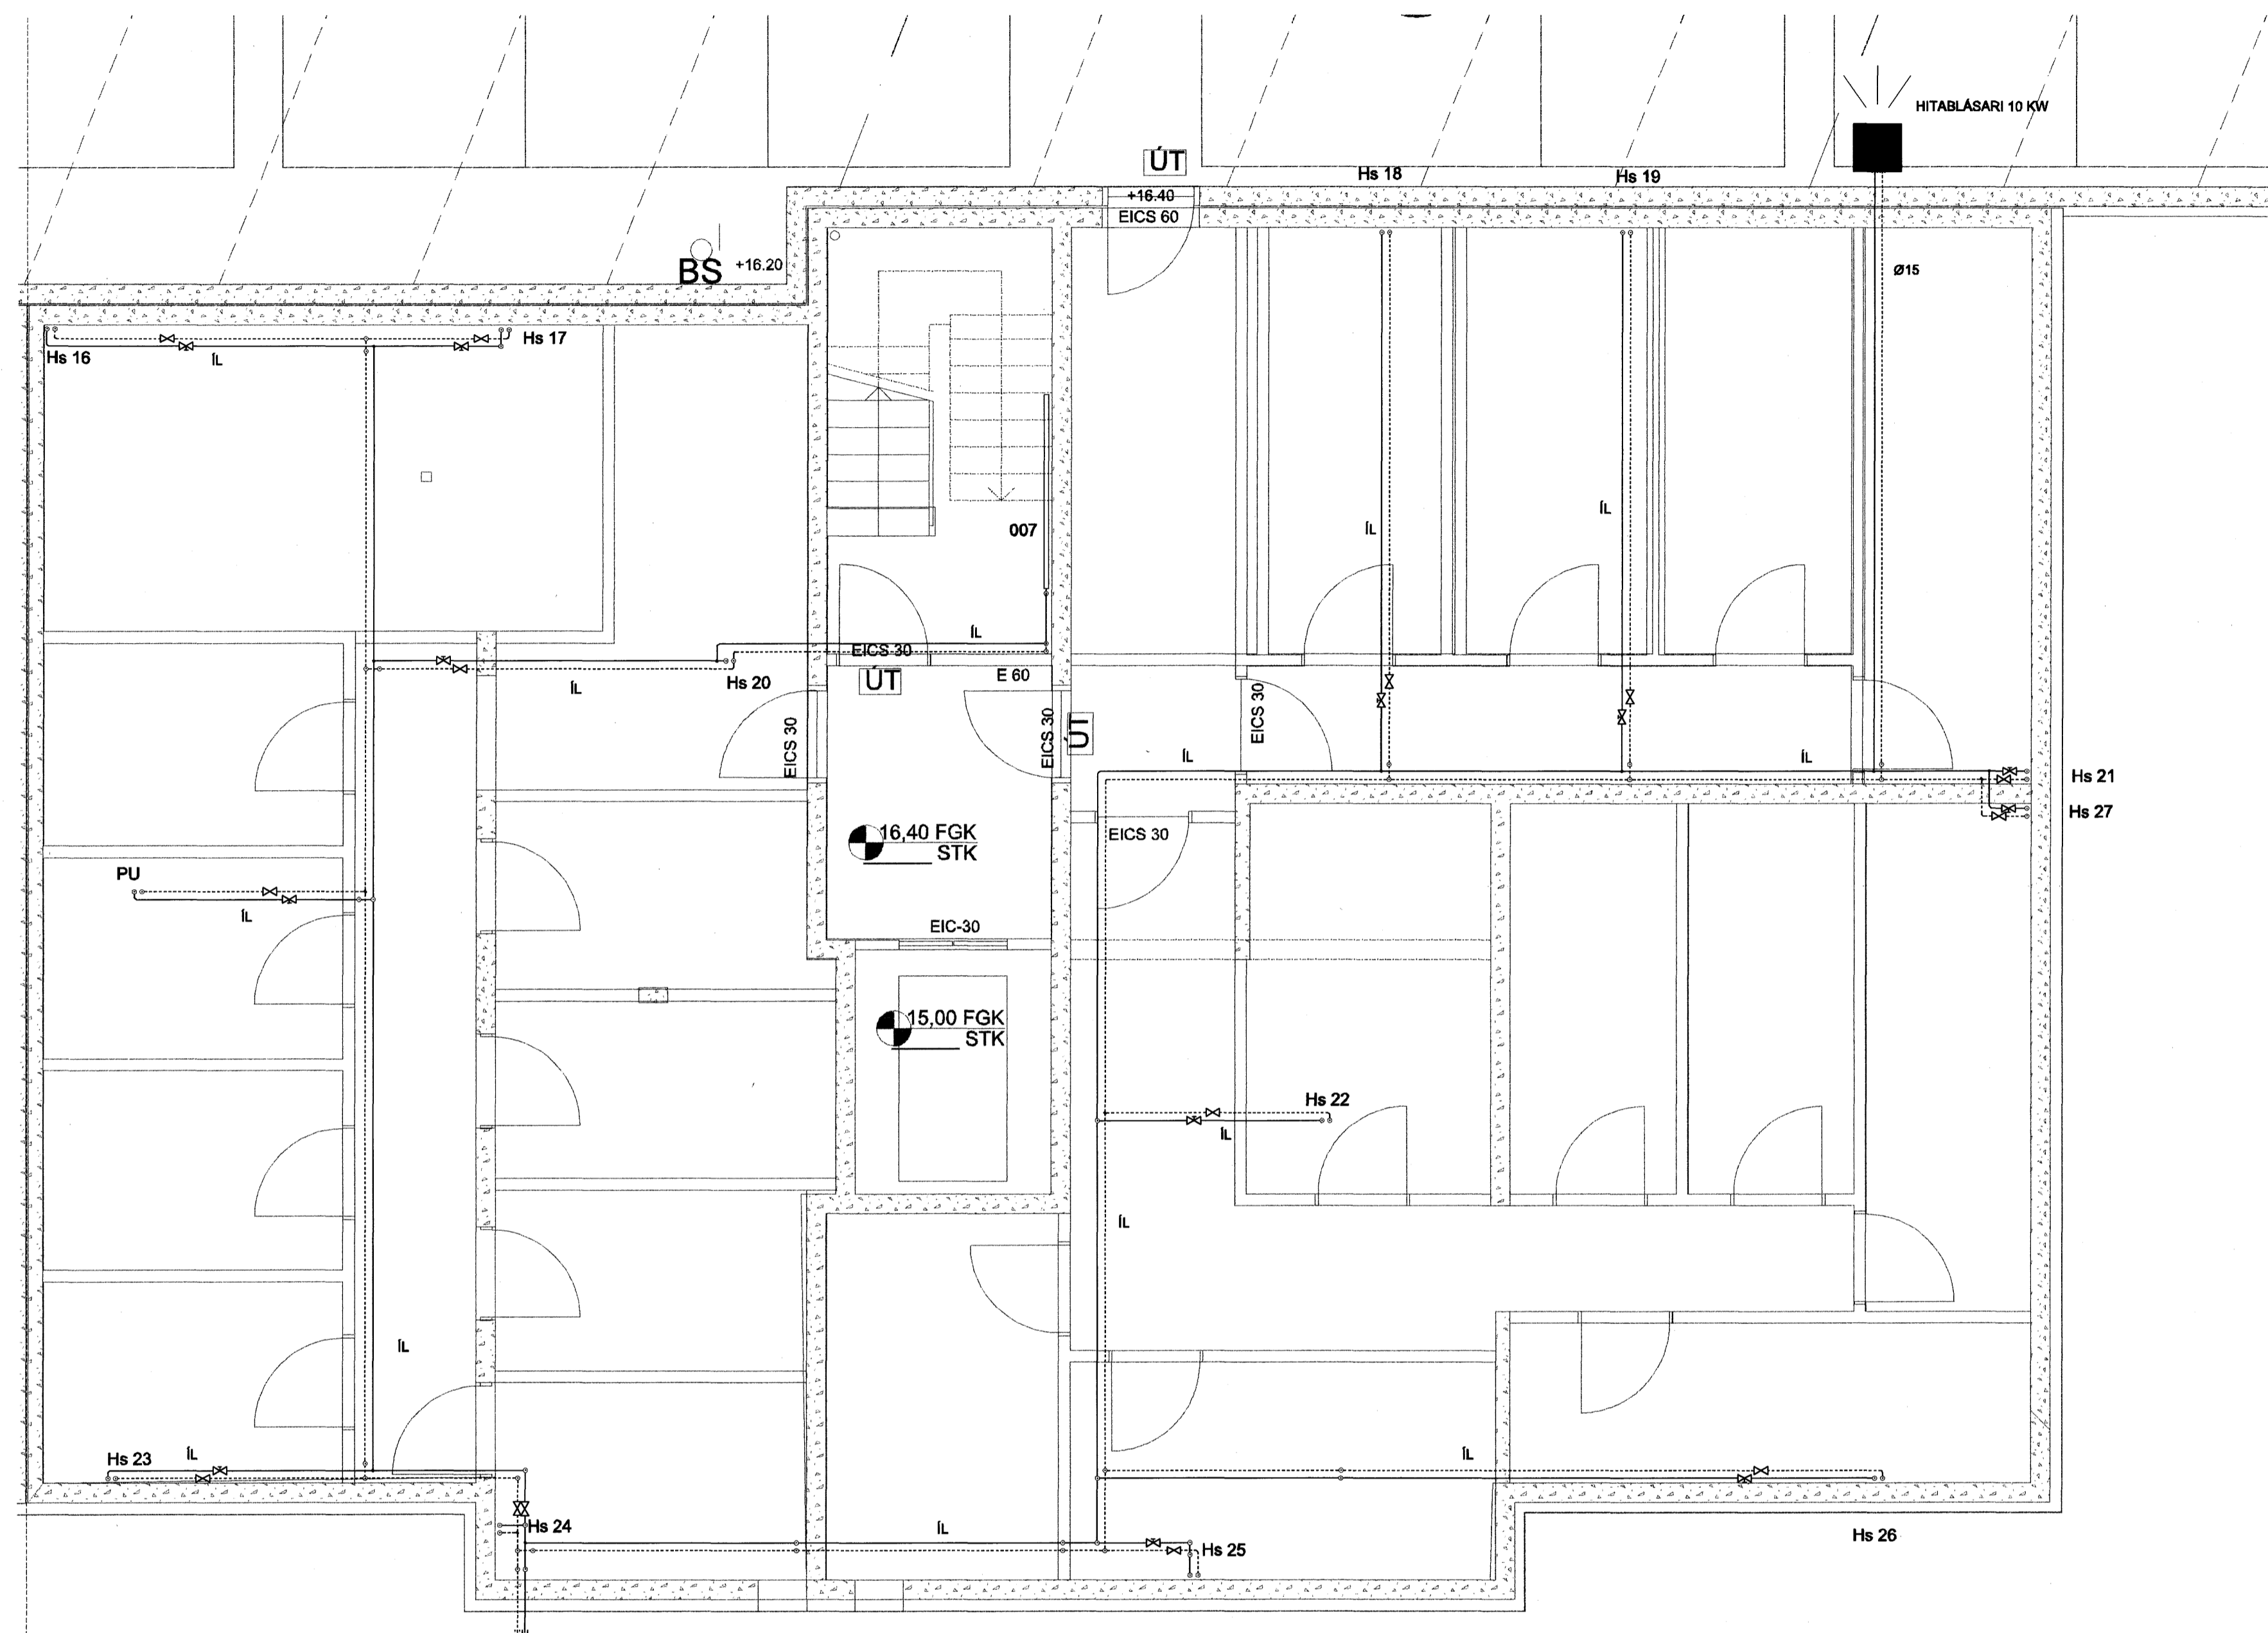 HITABLÁSARI 10 KW
ÚT
Hs 18
Hs 19
+16.40
EICS 60
BS
+16.20
Ø15
Hs 16
ÍL
Hs 17
ÍL
ÍL
007
ÍL
EICS 30
E 60
ÚT
Hs 20
ÍL
EICS 30
EICS 30
ÚT
EICS 30
ÍL
ÍL
Hs 21
Hs 27
16,40 FGK
STK
EICS 30
PU
ÍL
EIC-30
15,00 FGK
STK
Hs 22
ÍL
ÍL
ÍL
Hs 23
ÍL
ÍL
Hs 24
ÍL
Hs 25
Hs 26